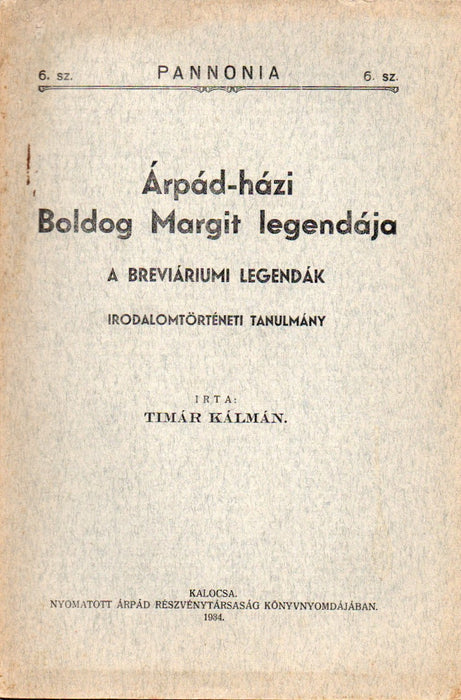 6. sz. PANNONIA 6. sz.
Árpád-házi
Boldog Margit legendája
A BREVIÁRIUMI LEGENDÁK
IRODALOMTÖRTÉNETI TANULMÁNY
IRTA:
TIMÁR KÁLMÁN.
KALOCSA.
NYOMATOTT ÁRPÁD RÉSZVÉNYTÁRSASÁG KÖNYVNYOMDÁJÁBAN.
1934.